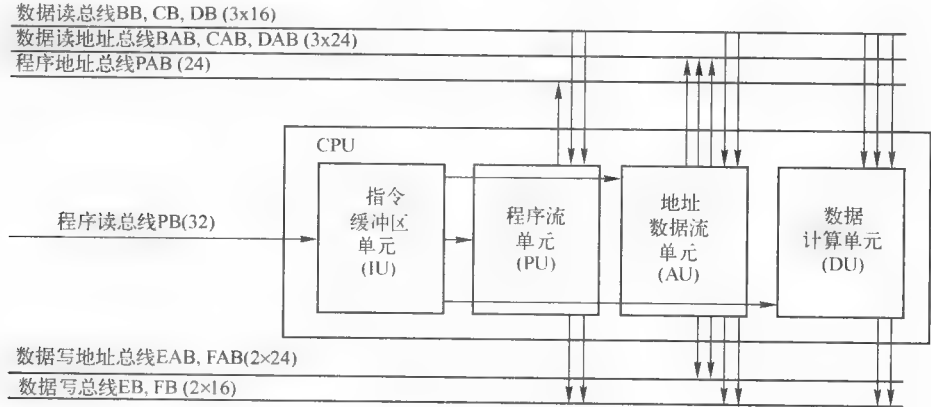 数据读总线BB, CB, DB (3x16)
数据读地址总线BAB, CAB, DAB (3x24)
程序地址总线PAB (24)
CPU
指令
缓冲区
单元
(IU)
程序流
单元
(PU)
地址
数据流
单元
(AU)
数据
计算单元
(DU)
程序读总线PB(32)
数据写地址总线EAB, FAB(2×24)
数据写总线EB, FB (2×16)